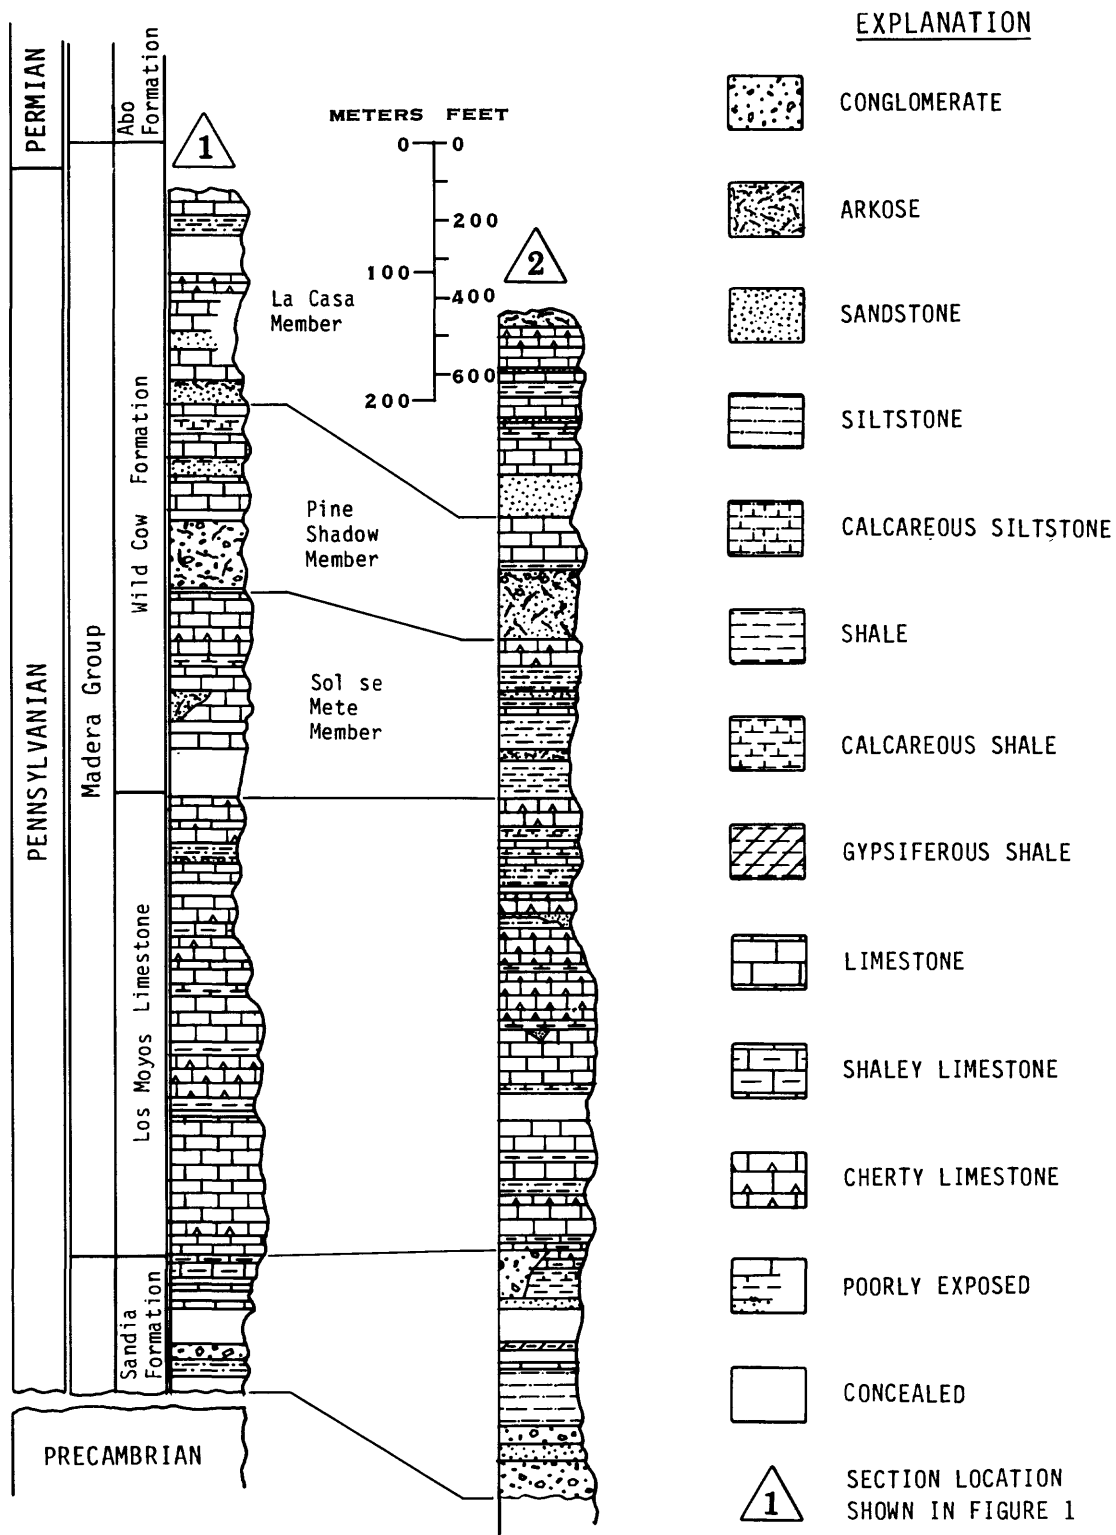 PERMIAN
PENNSYLVANIAN
Madera Group
Abo
Formation
Wild Cow Formation
Los Moyos Limestone
Sandia
Formation
PRECAMBRIAN
1
METERS FEET
0 0
200
100
400
600
200
2
La Casa
Member
Pine
Shadow
Member
Sol se
Mete
Member
EXPLANATION
CONGLOMERATE
ARKOSE
SANDSTONE
SILTSTONE
CALCAREOUS SILTSTONE
SHALE
CALCAREOUS SHALE
GYPSIFEROUS SHALE
LIMESTONE
SHALEY LIMESTONE
CHERTY LIMESTONE
POORLY EXPOSED
CONCEALED
1
SECTION LOCATION
SHOWN IN FIGURE 1